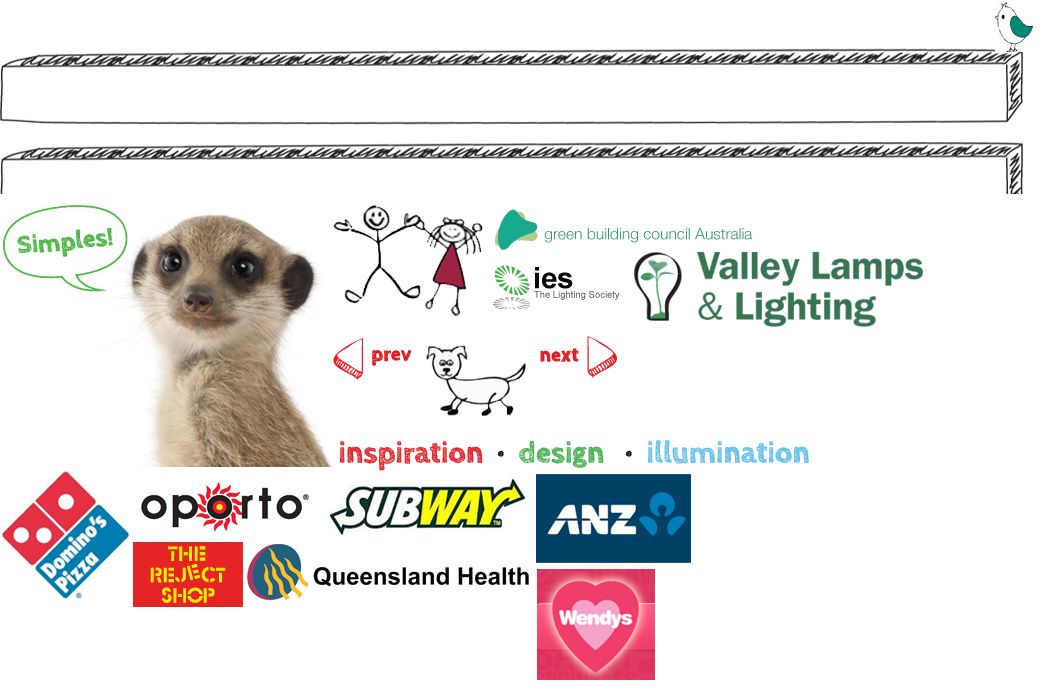 Simples!
green building council Australia
ies
The Lighting Society
Valley Lamps
& Lighting
prev
next
inspiration • design • illumination
Domino's
Pizza
®
oporto®
SUBWAY™
ANZ
THE
REJECT
SHOP
Queensland Health
Wendys